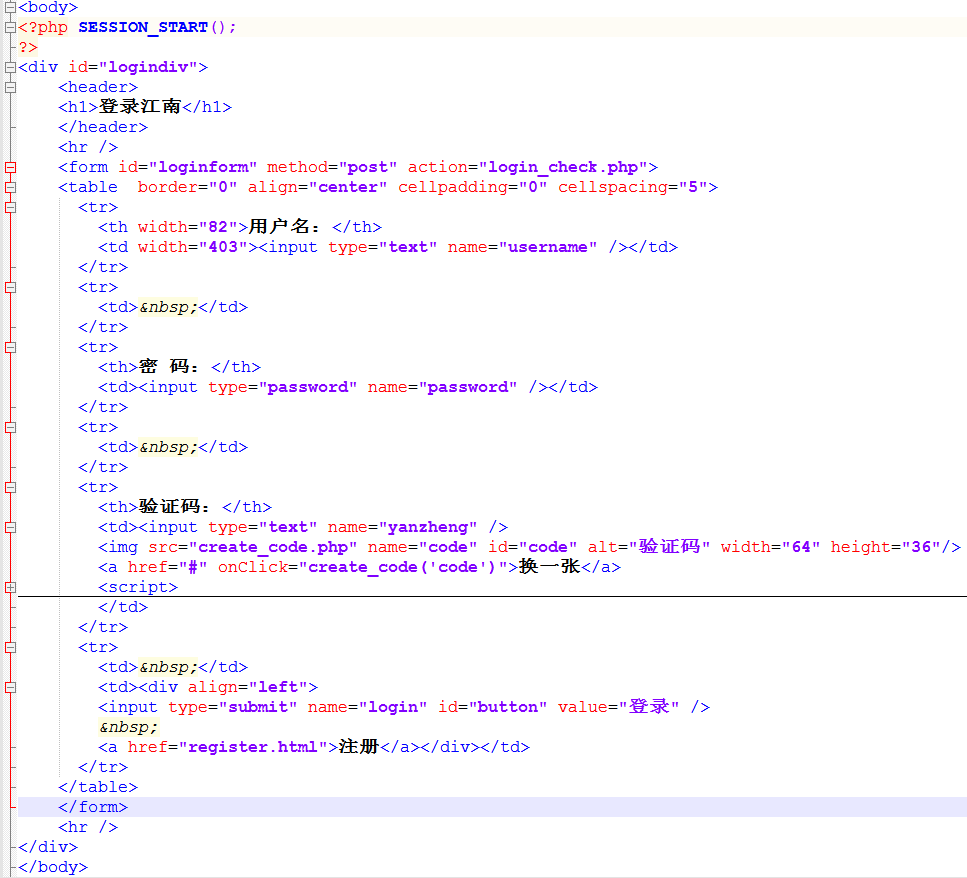 <body>
<?php SESSION_START();
?>
<div id="logindiv">
    <header>
    <h1>登录江南</h1>
    </header>
    <hr />
    <form id="loginform" method="post" action="login_check.php">
    <table  border="0" align="center" cellpadding="0" cellspacing="5">
      <tr>
        <th width="82">用户名：</th>
        <td width="403"><input type="text" name="username" /></td>
      </tr>
      <tr>
        <td>&nbsp;</td>
      </tr>
      <tr>
        <th>密 码：</th>
        <td><input type="password" name="password" /></td>
      </tr>
      <tr>
        <td>&nbsp;</td>
      </tr>
      <tr>
        <th>验证码：</th>
        <td><input type="text" name="yanzheng" />
        <img src="create_code.php" name="code" id="code" alt="验证码" width="64" height="36"/>
        <a href="#" onClick="create_code('code')">换一张</a>
        <script>
        </td>
      </tr>
      <tr>
        <td>&nbsp;</td>
        <td><div align="left">
        <input type="submit" name="login" id="button" value="登录" />
        &nbsp;
        <a href="register.html">注册</a></div></td>
      </tr>
    </table>
    </form>
    <hr />
</div>
</body>